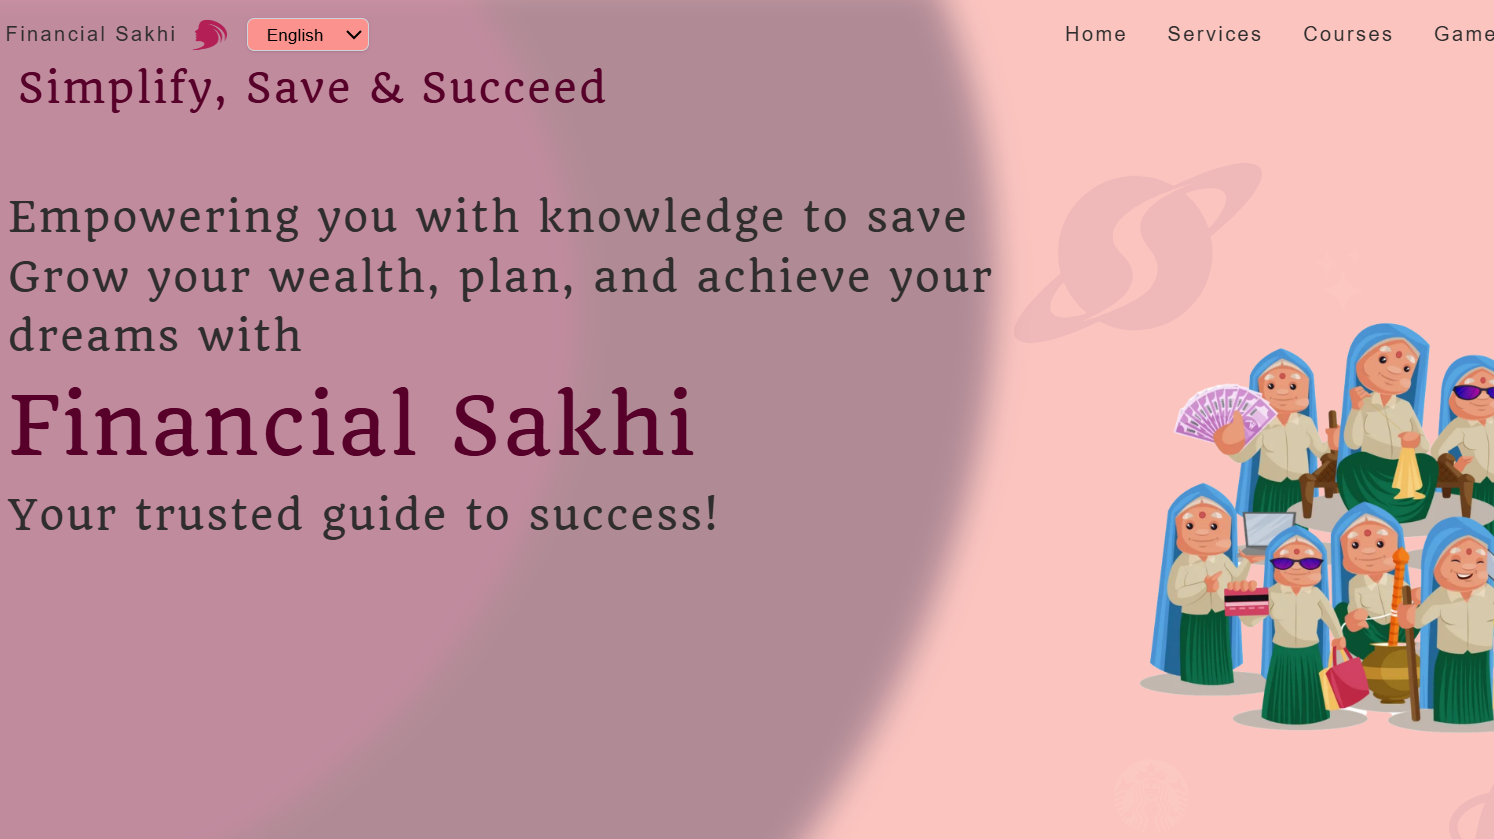 Financial Sakhi
English
Home Services Courses Game
Simplify, Save & Succeed
Empowering you with knowledge to save
Grow your wealth, plan, and achieve your
dreams with
Financial Sakhi
Your trusted guide to success!